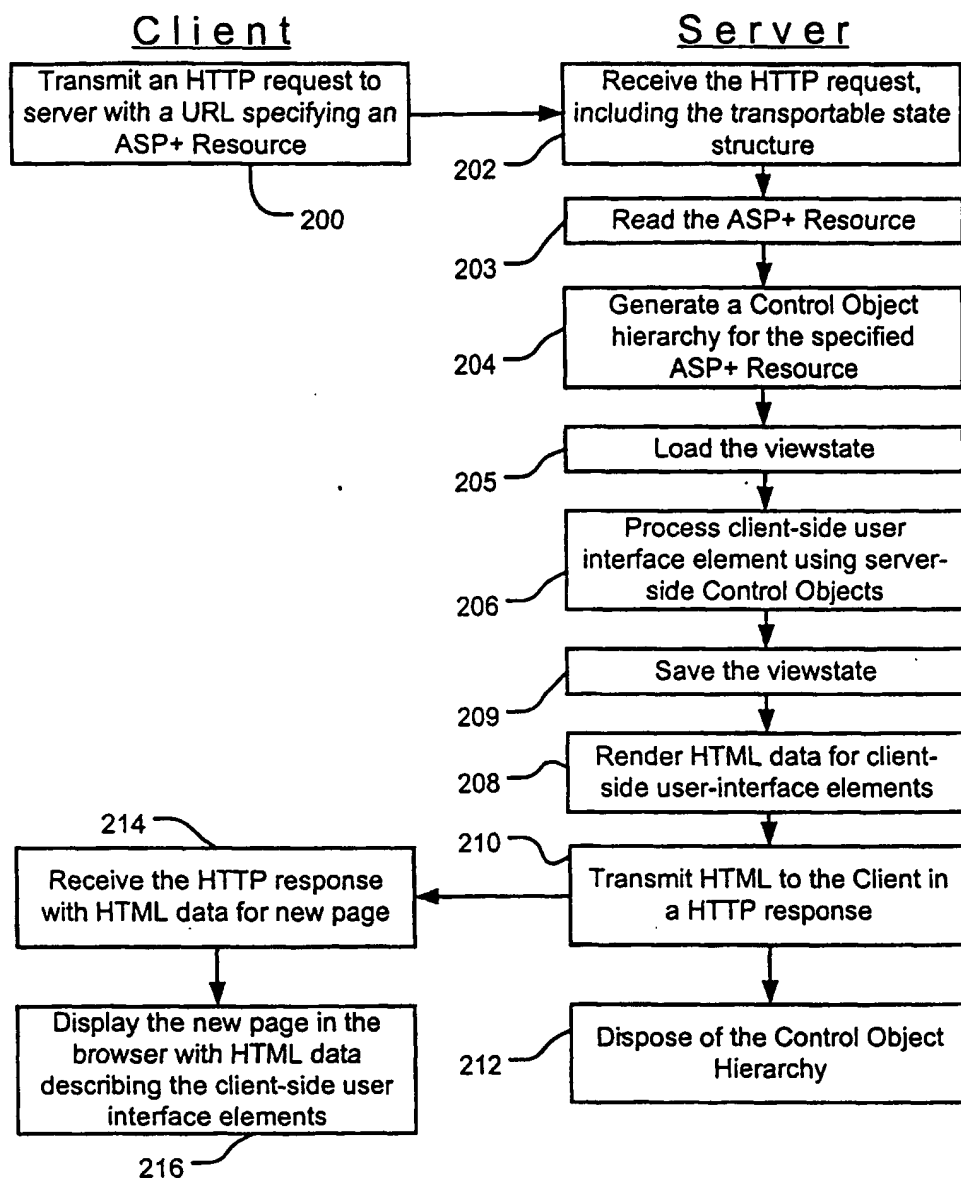 Client
Server
Transmit an HTTP request to
server with a URL specifying an
ASP+ Resource
200
Receive the HTTP request,
including the transportable state
structure
202
Read the ASP+ Resource
203
Generate a Control Object
hierarchy for the specified
ASP+ Resource
204
Load the viewstate
205
Process client-side user
interface element using server-
side Control Objects
206
Save the viewstate
209
Render HTML data for client-
side user-interface elements
208
210
Transmit HTML to the Client in
a HTTP response
214
Receive the HTTP response
with HTML data for new page
Dispose of the Control Object
Hierarchy
212
Display the new page in the
browser with HTML data
describing the client-side user
interface elements
216